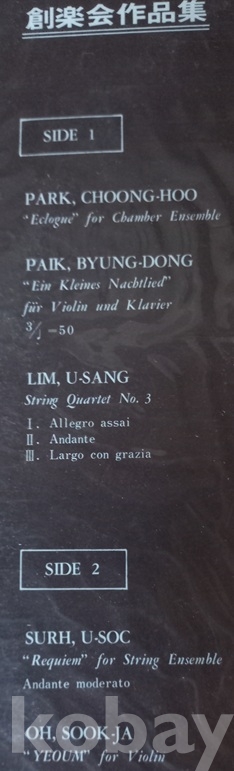 創楽会作品集
SIDE 1
PARK, CHOONG-HOO
"Eclogue" for Chamber Ensemble
PAIK, BYUNG-DONG
"Ein Kleines Nachtlied"
für Violin und Klavier
3/♩=50
LIM, U-SANG
String Quartet No. 3
Ⅰ. Allegro assai
Ⅱ. Andante
Ⅲ. Largo con grazia
SIDE 2
SURH, U-SOC
"Requiem" for String Ensemble
Andante moderato
OH, SOOK-JA
"YEOUM" for Violin
kobay